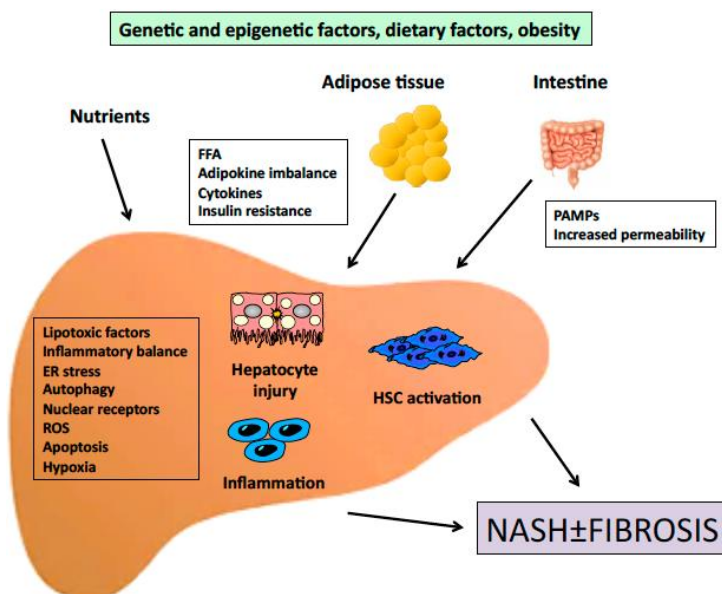 Genetic and epigenetic factors, dietary factors, obesity
Adipose tissue
Intestine
Nutrients
FFA
Adipokine imbalance
Cytokines
Insulin resistance
PAMPs
Increased permeability
Lipotoxic factors
Inflammatory balance
ER stress
Autophagy
Nuclear receptors
ROS
Apoptosis
Hypoxia
Hepatocyte
injury
HSC activation
Inflammation
NASH±FIBROSIS